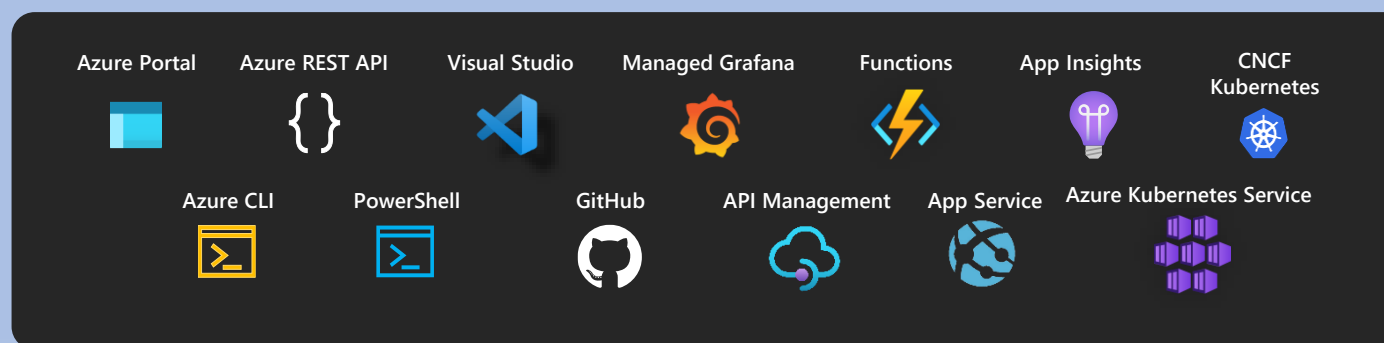 Azure Portal
Azure REST API
Visual Studio
Managed Grafana
Functions
App Insights
CNCF
Kubernetes
Azure CLI
PowerShell
GitHub
API Management
App Service
Azure Kubernetes Service